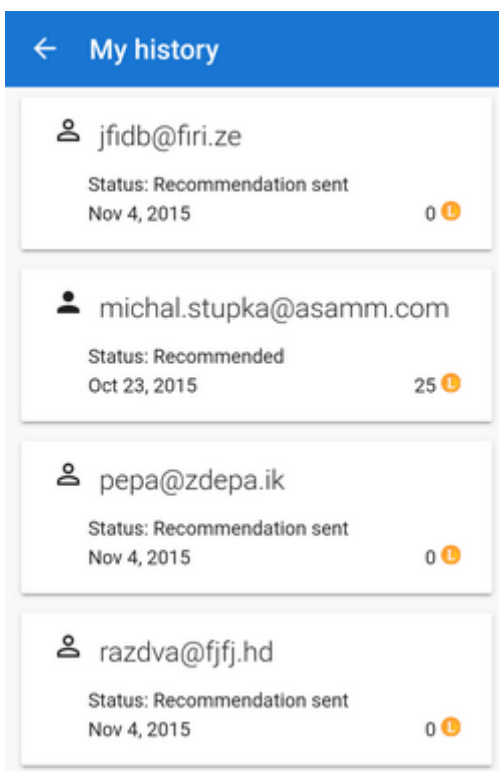 My history
jfidb@firi.ze
Status: Recommendation sent
Nov 4, 2015 0 L
michal.stupka@asamm.com
Status: Recommended
Oct 23, 2015 25 L
pepa@zdepa.ik
Status: Recommendation sent
Nov 4, 2015 0 L
razdva@fjfj.hd
Status: Recommendation sent
Nov 4, 2015 0 L